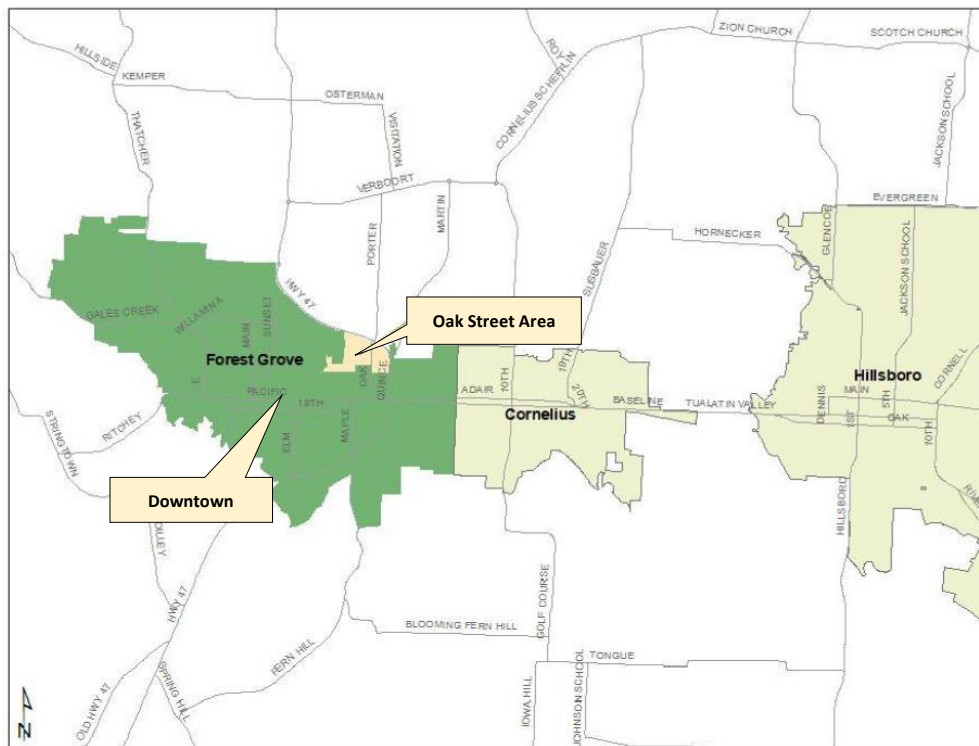 ZION CHURCH
SCOTCH CHURCH
HILLSIDE
KEMPER
ROY
CORNELIUS SCHEFFLIN
OSTERMAN
THATCHER
VISITATION
JACKSON SCHOOL
VERBOORT
EVERGREEN
MARTIN
PORTER
HORNECKER
GLENCOE
JACKSON SCHOOL
SUSBAUER
HWY 47
GALES CREEK
WILLAMINA
SUNSET
MAIN
Oak Street Area
Forest Grove
OAK
QUINCE
E
PACIFIC
19TH
ADAIR
10TH
19TH
20TH
BASELINE
Cornelius
TUALATIN VALLEY
Hillsboro
CORNELL
DENNIS
MAIN
1ST
5TH
OAK
10TH
ELM
MAPLE
RITCHEY
STRINGTOWN
Downtown
HILLSBORO
HWY 47
GOLF COURSE
BLOOMING FERN HILL
FERN HILL
TONGUE
SPRING HILL
OLD HWY 47
IOWA HILL
JOHNSON SCHOOL
N